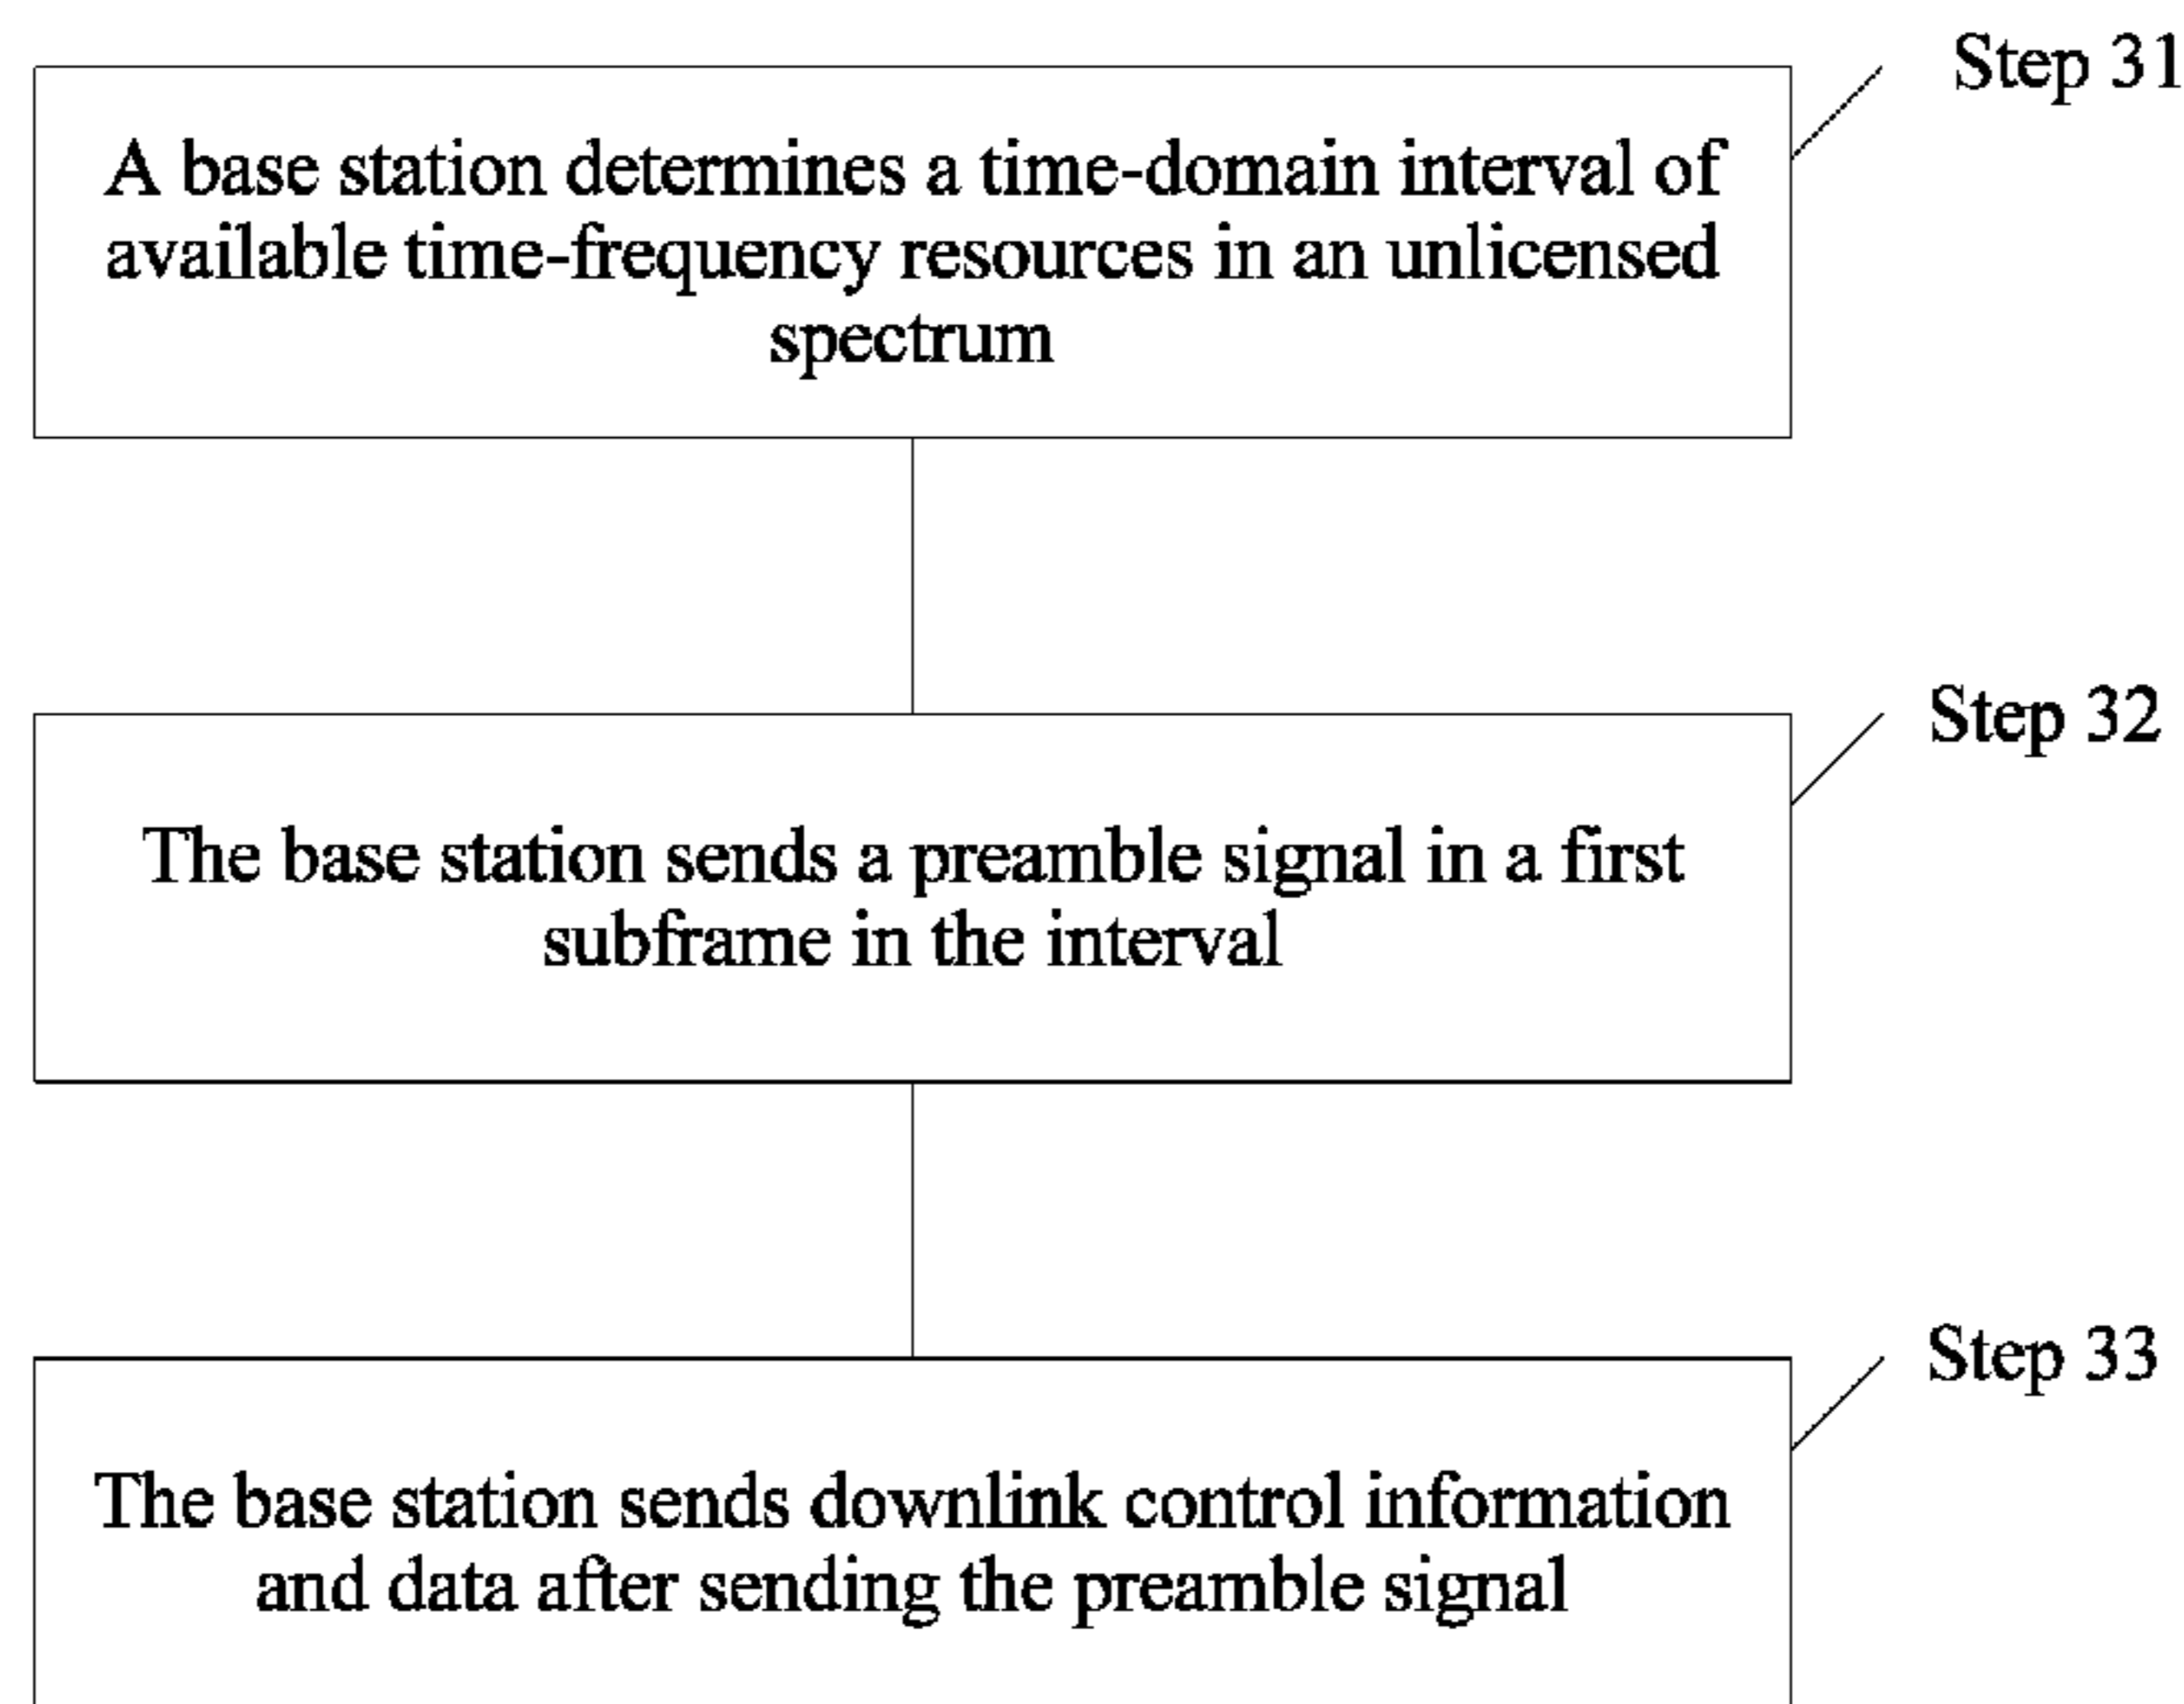 Step 31
A base station determines a time-domain interval of
available time-frequency resources in an unlicensed
spectrum
Step 32
The base station sends a preamble signal in a first
subframe in the interval
Step 33
The base station sends downlink control information
and data after sending the preamble signal